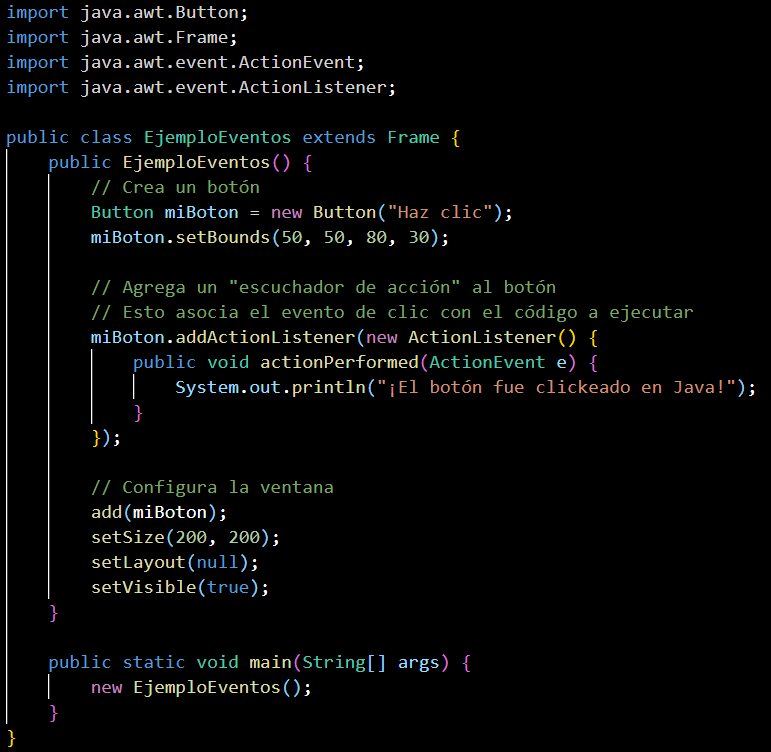 import java.awt.Button;
import java.awt.Frame;
import java.awt.event.ActionEvent;
import java.awt.event.ActionListener;

public class EjemploEventos extends Frame {
    public EjemploEventos() {
        // Crea un botón
        Button miBoton = new Button("Haz clic");
        miBoton.setBounds(50, 50, 80, 30);

        // Agrega un "escuchador de acción" al botón
        // Esto asocia el evento de clic con el código a ejecutar
        miBoton.addActionListener(new ActionListener() {
            public void actionPerformed(ActionEvent e) {
                System.out.println("¡El botón fue clickeado en Java!");
            }
        });

        // Configura la ventana
        add(miBoton);
        setSize(200, 200);
        setLayout(null);
        setVisible(true);
    }

    public static void main(String[] args) {
        new EjemploEventos();
    }
}